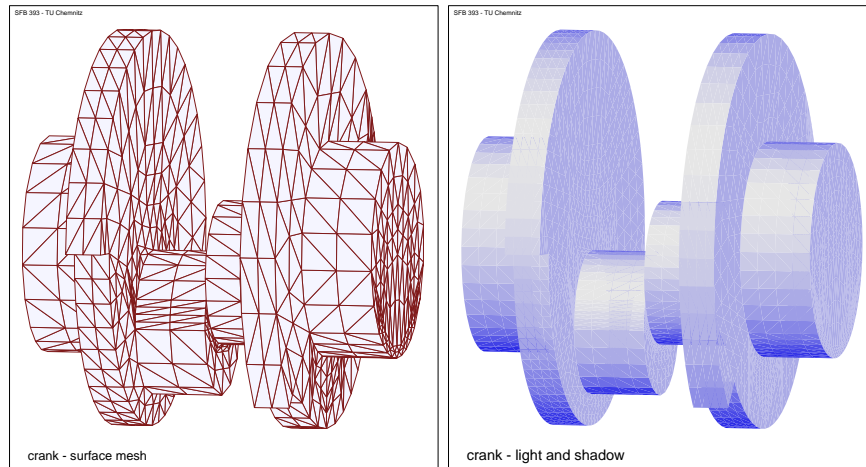 SFB 393 - TU Chemnitz
crank - surface mesh
SFB 393 - TU Chemnitz
crank - light and shadow